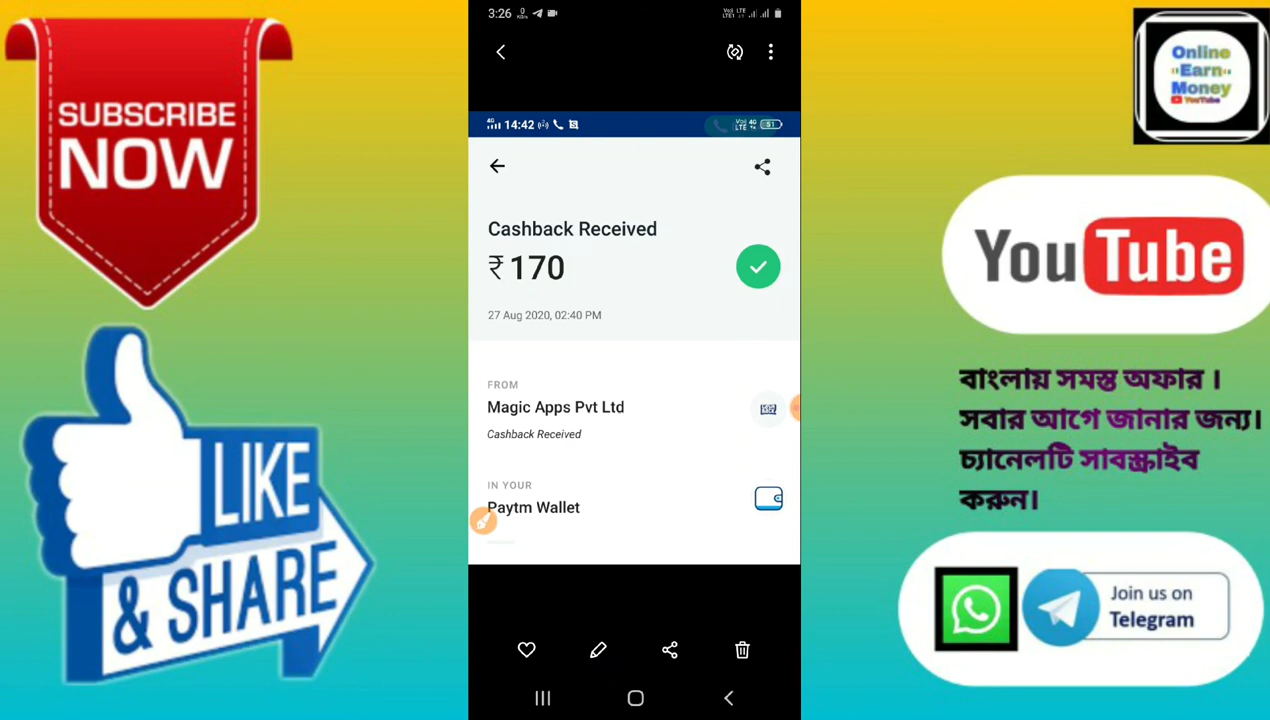 SUBSCRIBE
NOW
LIKE
& SHARE
3:26
14:42
51
Cashback Received
₹170
27 Aug 2020, 02:40 PM
FROM
Magic Apps Pvt Ltd
Cashback Received
IN YOUR
Paytm Wallet
Online
Earn
Money
YouTube
YouTube
বাংলায় সমস্ত অফার ।
সবার আগে জানার জন্য।
চ্যানেলটি সাবস্ক্রাইব
করুন।
Join us on
Telegram